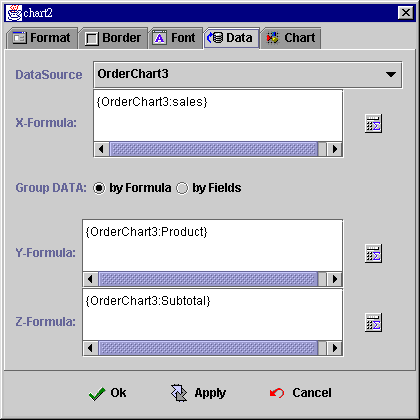 chart2
Format Border Font Data Chart
DataSource OrderChart3
{OrderChart3:sales}
X-Formula:
Group DATA: by Formula by Fields
{OrderChart3:Product}
Y-Formula:
{OrderChart3:Subtotal}
Z-Formula:
Ok Apply Cancel